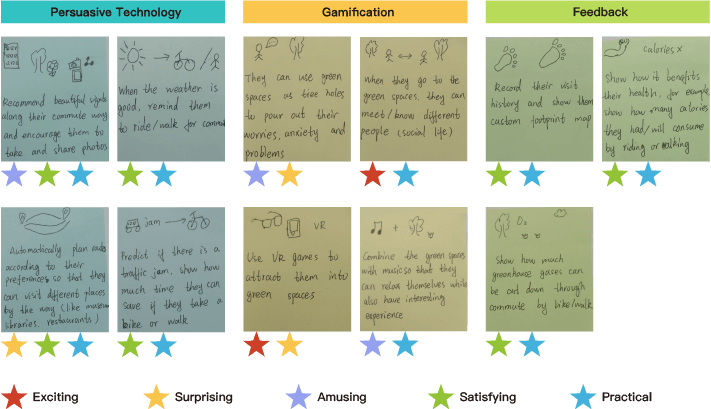 Persuasive Technology
Gamification
Feedback
Recommend beautiful sights
along their commute way
and encourage them to
take and share photos
When the weather is
good, remind them
to ride/walk for commute
They can use green
spaces as tree holes
to pour out their
worries, anxiety and
problems
When they go to the
green spaces, they can
meet/know different
people (social life)
Record their visit
history and show them
custom footprint map
calories x
Show how it benefits
their health, for example,
show how many calories
they had/will consume
by riding or walking
Automatically plan routes
according to their
preferences so that they
can visit different places
by the way (like museums
libraries, restaurants)
jam
Predict if there is a
traffic jam, show how
much time they can
save if they take a
bike or walk
VR
Use VR games to
attract them into
green spaces
+
Combine the green spaces
with music so that they
can relax themselves while
also have interesting
experience
O₂
Show how much
greenhouse gases can
be cut down through
commute by bike/walk
Exciting
Surprising
Amusing
Satisfying
Practical